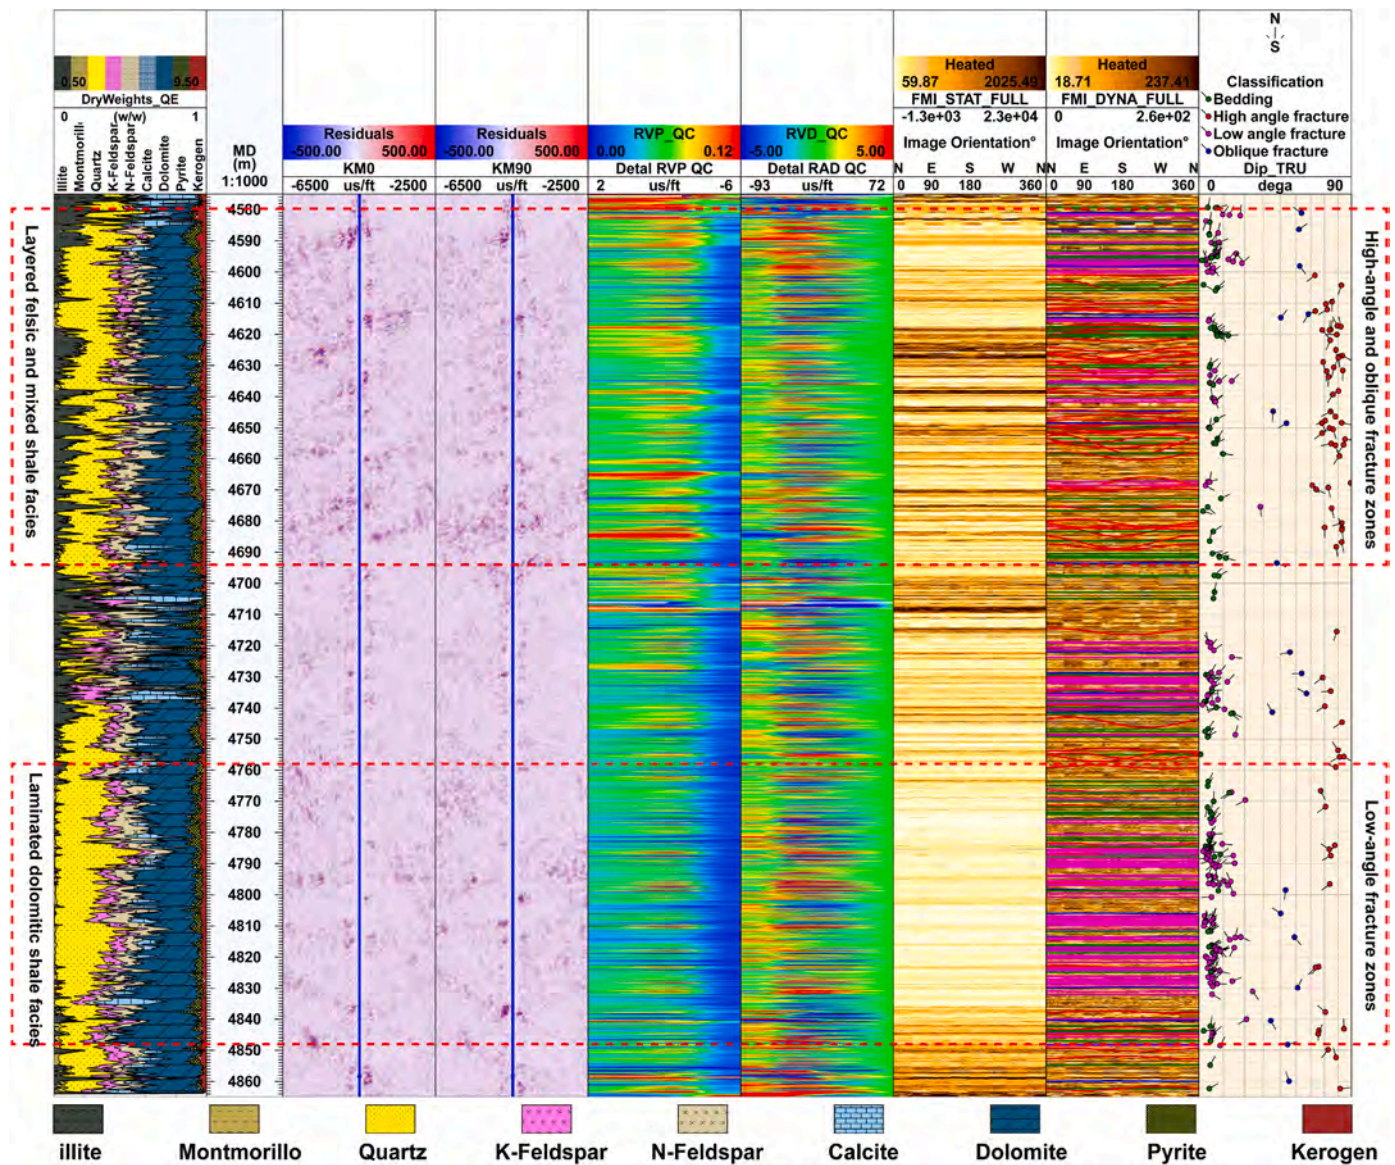 N
S
0.50
9.50
DryWeights_QE
0 (w/w) 1
Illite
Montmorillo
Quartz
K-Feldspar
N-Feldspar
Calcite
Dolomite
Pyrite
Kerogen
MD
(m)
1:1000
Residuals
-500.00 500.00
KM0
-6500 us/ft -2500
Residuals
-500.00 500.00
KM90
-6500 us/ft -2500
RVP_QC
0.00 0.12
Detal RVP QC
2 us/ft -6
RVD_QC
-5.00 5.00
Detal RAD QC
-93 us/ft 72
Heated
59.87 2025.49
FMI_STAT_FULL
-1.3e+03 2.3e+04
Image Orientation°
N E S W N
0 90 180 360
Heated
18.71 237.41
FMI_DYNA_FULL
0 2.6e+02
Image Orientation°
N E S W N
0 90 180 360
Classification
Bedding
High angle fracture
Low angle fracture
Oblique fracture
Dip_TRU
0 dega 90
4580
4590
4600
4610
4620
4630
4640
4650
4660
4670
4680
4690
4700
4710
4720
4730
4740
4750
4760
4770
4780
4790
4800
4810
4820
4830
4840
4850
4860
Layered felsic and mixed shale facies
Laminated dolomitic shale facies
High-angle and oblique fracture zones
Low-angle fracture zones
illite
Montmorillo
Quartz
K-Feldspar
N-Feldspar
Calcite
Dolomite
Pyrite
Kerogen